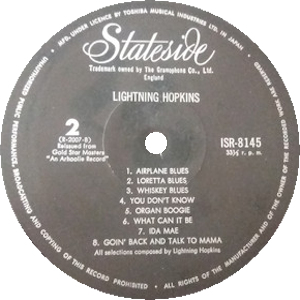 MFD. UNDER LICENCE BY TOSHIBA MUSICAL INDUSTRIES LTD. IN JAPAN
Stateside
Trademark owned by The Gramophone Co., Ltd.
England
LIGHTNING HOPKINS
2
(R-2007-B)
Reissued from
Gold Star Masters
"An Arhoolie Record"
ISR-8145
33⅓ r. p. m.
1. AIRPLANE BLUES
2. LORETTA BLUES
3. WHISKEY BLUES
4. YOU DON'T KNOW
5. ORGAN BOOGIE
6. WHAT CAN IT BE
7. IDA MAE
8. GOIN' BACK AND TALK TO MAMA
All selections composed by Lightning Hopkins
UNAUTHORIZED PUBLIC PERFORMANCE, BROADCASTING AND COPYING OF THIS RECORD PROHIBITED • ALL RIGHTS OF THE MANUFACTURER AND OF THE OWNER OF THE RECORDED WORK ARE RESERVED